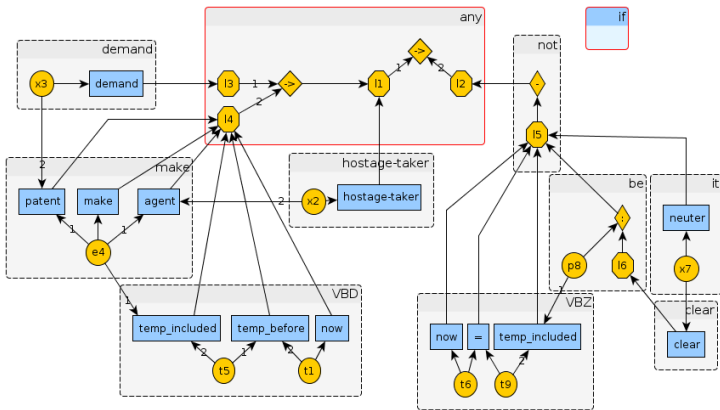 any
if
demand
not
x3
demand
l3
1
->
2
l1
1
->
2
l2
-
l4
l5
2
make
patent
make
agent
1
1
e4
hostage-taker
2
x2
hostage-taker
be
:
p8
l6
it
neuter
x7
1
1
VBD
temp_included
temp_before
now
2
1
2
t5
t1
VBZ
now
=
temp_included
2
t6
t9
clear
clear